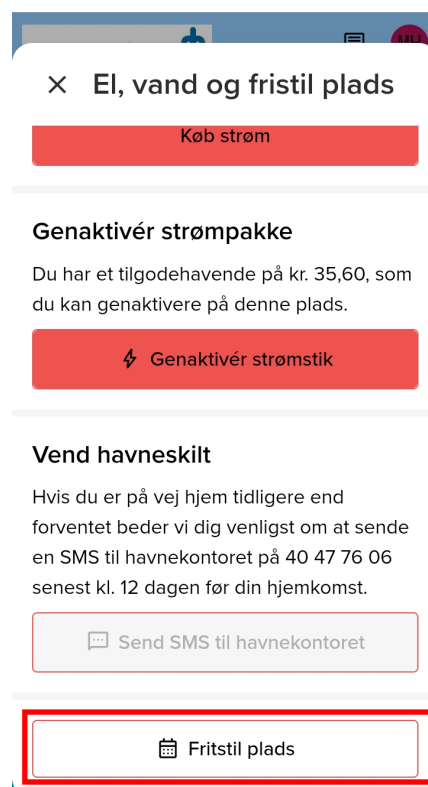 MH
El, vand og fristil plads
Køb strøm
Genaktivér strømpakke
Du har et tilgodehavende på kr. 35,60, som
du kan genaktivere på denne plads.
Genaktivér strømstik
Vend havneskilt
Hvis du er på vej hjem tidligere end
forventet beder vi dig venligst om at sende
en SMS til havnekontoret på 40 47 76 06
senest kl. 12 dagen før din hjemkomst.
Send SMS til havnekontoret
Fritstil plads